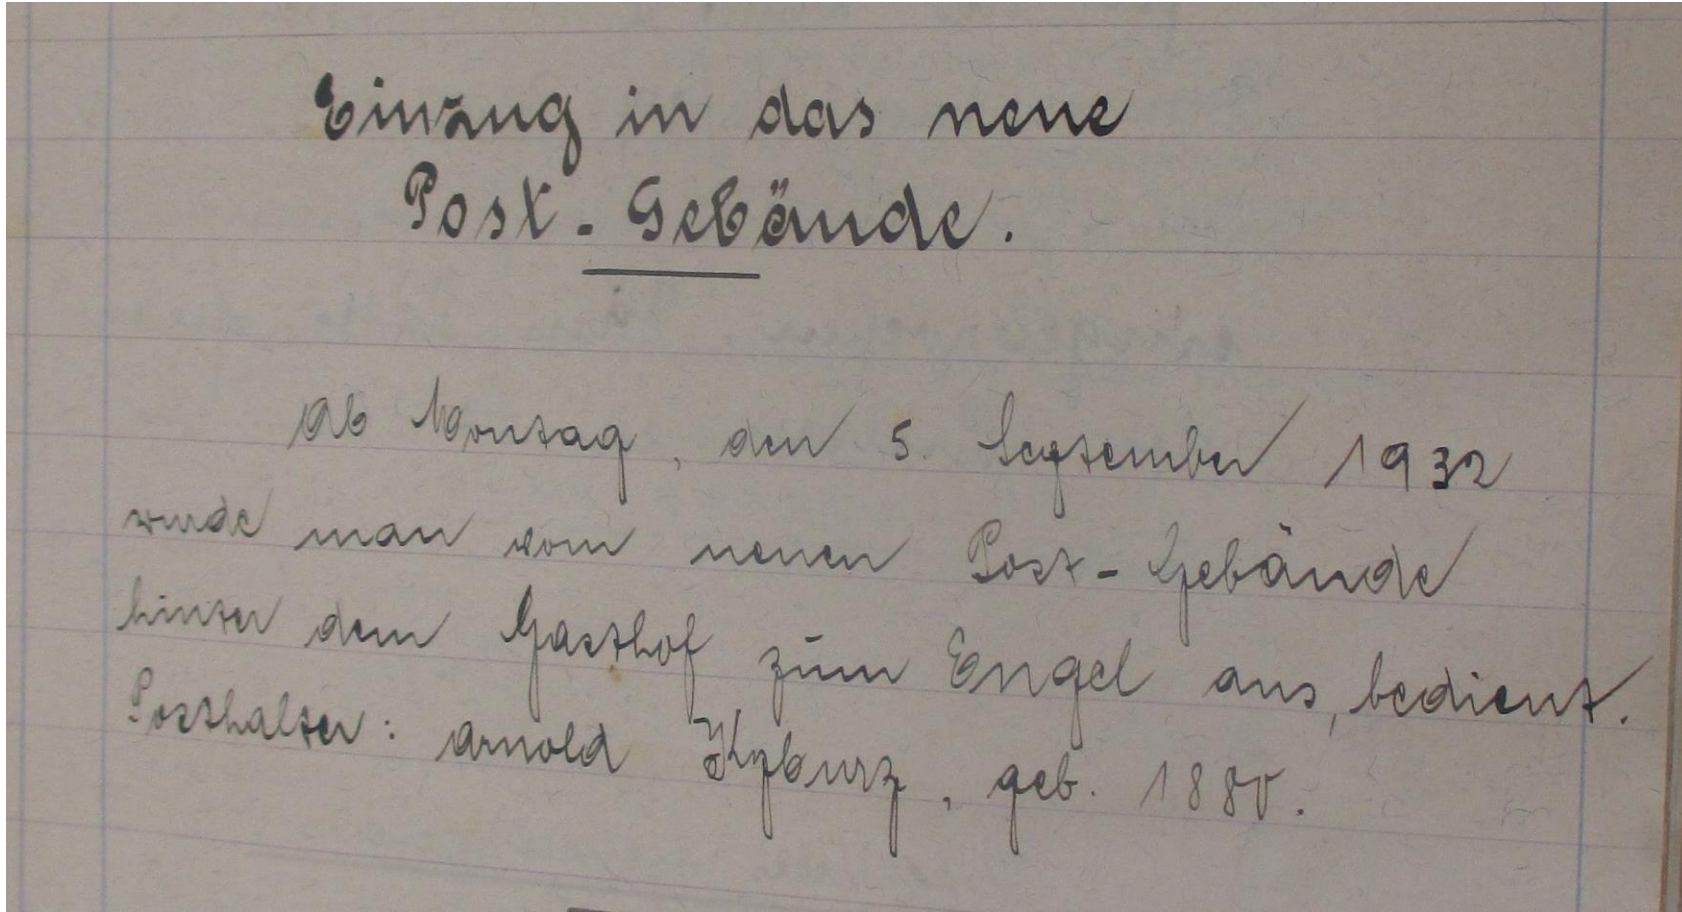 Einzug in das neue
Post-Gebäude.
Ab Montag, den 5. September 1932
wurde man vom neuen Post-Gebäude
hinter dem Gasthof zum Engel aus, bedient.
Posthalter: Arnold Kyburz, geb. 1880.